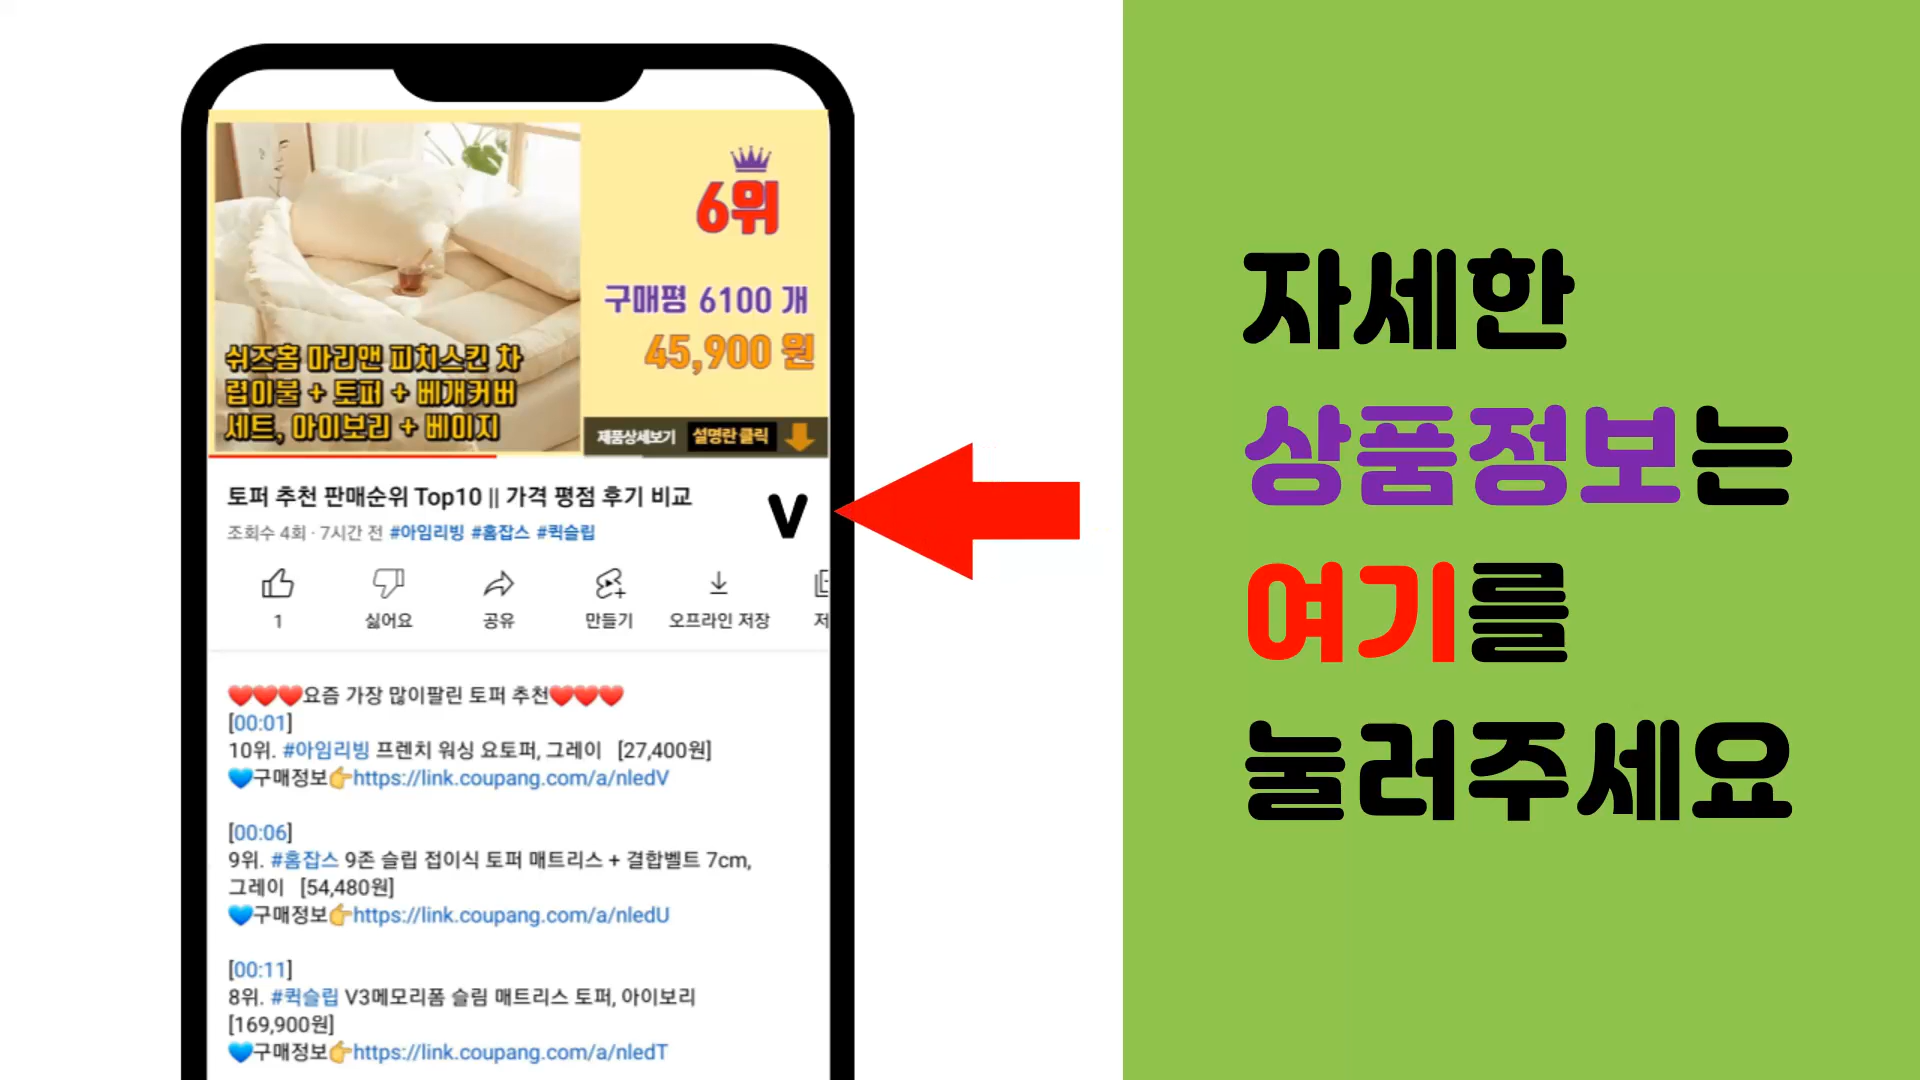 6위
구매평 6100 개
45,900 원
쉬즈홈 마리앤 피치스킨 차
렵이불 + 토퍼 + 베개커버
세트, 아이보리 + 베이지
제품상세보기 설명란 클릭
토퍼 추천 판매순위 Top10 || 가격 평점 후기 비교
V
조회수 4회 · 7시간 전 #아임리빙 #홈잡스 #퀵슬립
1 싫어요 공유 만들기 오프라인 저장 저
❤️❤️❤️요즘 가장 많이팔린 토퍼 추천❤️❤️❤️
[00:01]
10위. #아임리빙 프렌치 워싱 요토퍼, 그레이 [27,400원]
💙구매정보👉https://link.coupang.com/a/nledV
[00:06]
9위. #홈잡스 9존 슬립 접이식 토퍼 매트리스 + 결합벨트 7cm,
그레이 [54,480원]
💙구매정보👉https://link.coupang.com/a/nledU
[00:11]
8위. #퀵슬립 V3메모리폼 슬림 매트리스 토퍼, 아이보리
[169,900원]
💙구매정보👉https://link.coupang.com/a/nledT
자세한
상품정보는
여기를
눌러주세요